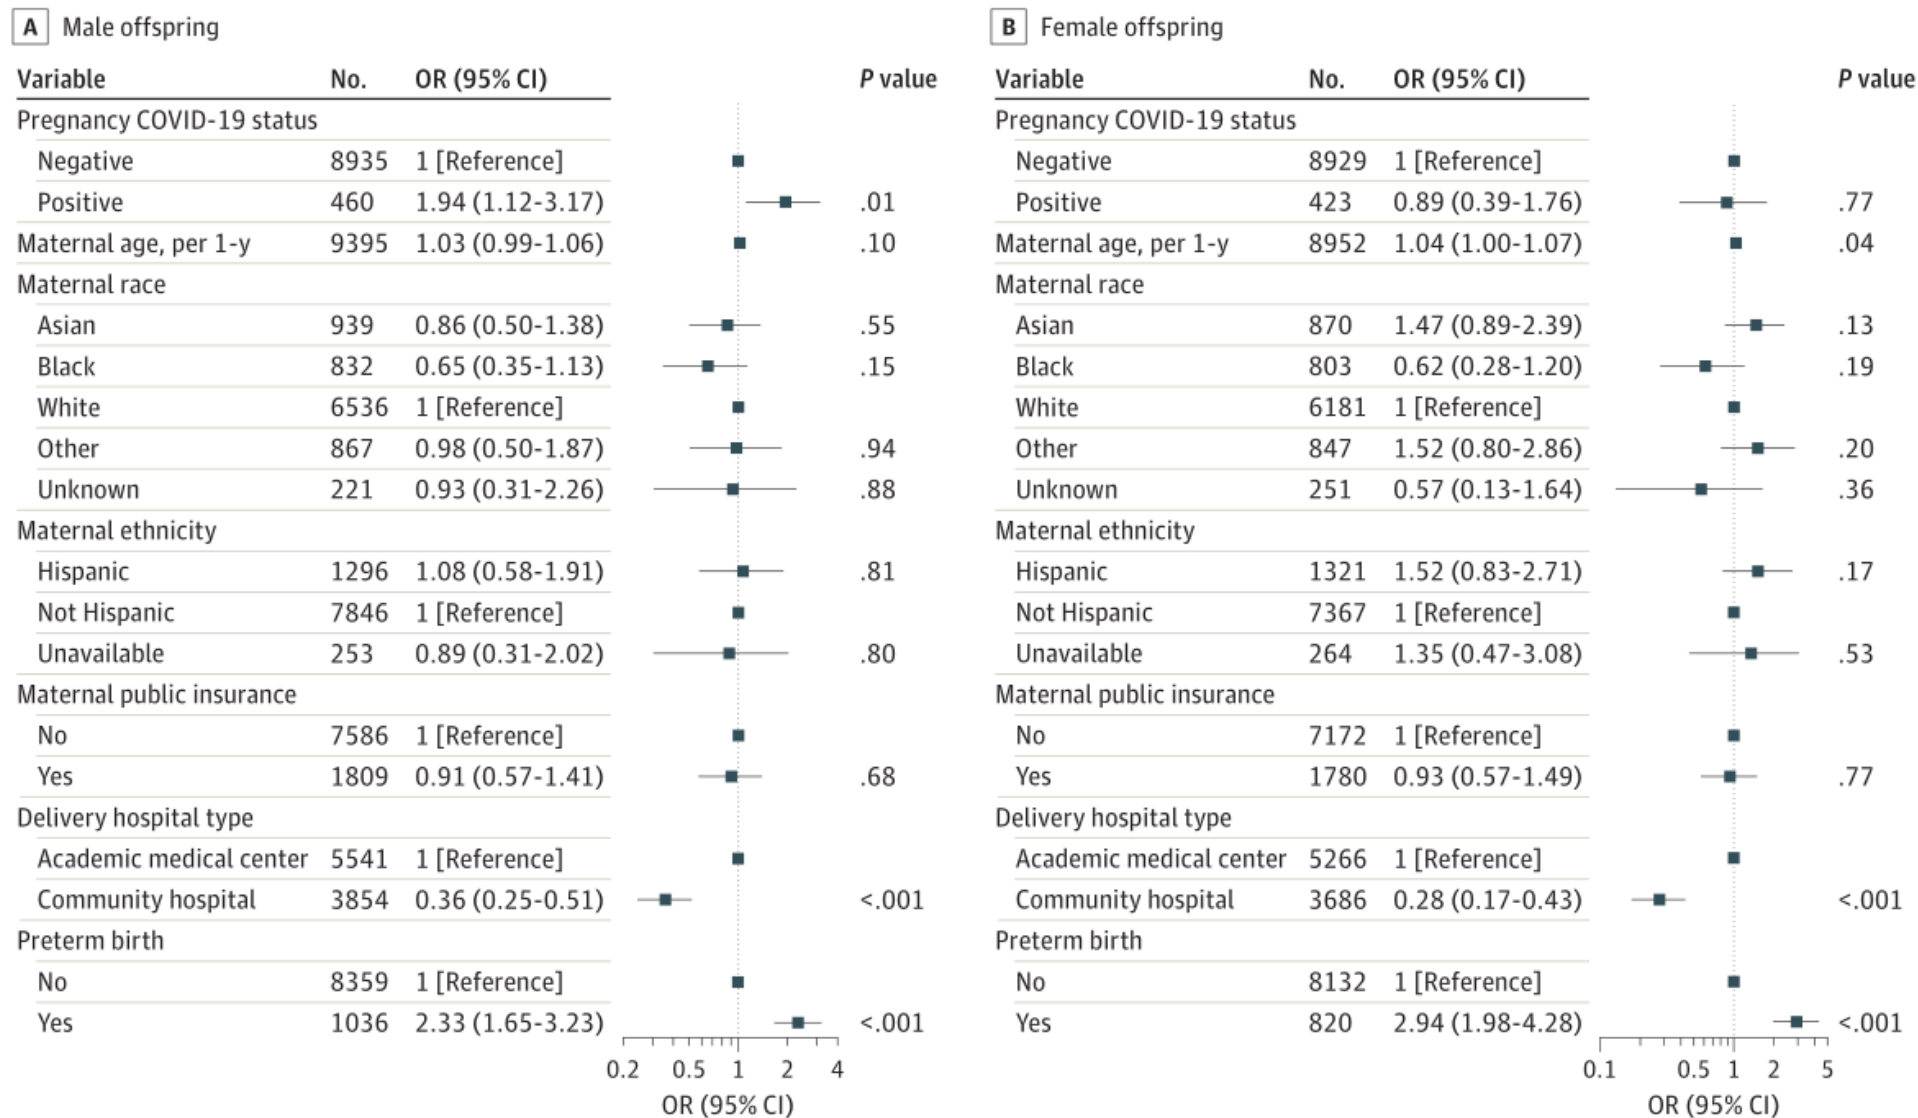 A Male offspring
Variable No. OR (95% CI) P value
Pregnancy COVID-19 status
Negative 8935 1 [Reference]
Positive 460 1.94 (1.12-3.17) .01
Maternal age, per 1-y 9395 1.03 (0.99-1.06) .10
Maternal race
Asian 939 0.86 (0.50-1.38) .55
Black 832 0.65 (0.35-1.13) .15
White 6536 1 [Reference]
Other 867 0.98 (0.50-1.87) .94
Unknown 221 0.93 (0.31-2.26) .88
Maternal ethnicity
Hispanic 1296 1.08 (0.58-1.91) .81
Not Hispanic 7846 1 [Reference]
Unavailable 253 0.89 (0.31-2.02) .80
Maternal public insurance
No 7586 1 [Reference]
Yes 1809 0.91 (0.57-1.41) .68
Delivery hospital type
Academic medical center 5541 1 [Reference]
Community hospital 3854 0.36 (0.25-0.51) <.001
Preterm birth
No 8359 1 [Reference]
Yes 1036 2.33 (1.65-3.23) <.001
0.2 0.5 1 2 4
OR (95% CI)
B Female offspring
Variable No. OR (95% CI) P value
Pregnancy COVID-19 status
Negative 8929 1 [Reference]
Positive 423 0.89 (0.39-1.76) .77
Maternal age, per 1-y 8952 1.04 (1.00-1.07) .04
Maternal race
Asian 870 1.47 (0.89-2.39) .13
Black 803 0.62 (0.28-1.20) .19
White 6181 1 [Reference]
Other 847 1.52 (0.80-2.86) .20
Unknown 251 0.57 (0.13-1.64) .36
Maternal ethnicity
Hispanic 1321 1.52 (0.83-2.71) .17
Not Hispanic 7367 1 [Reference]
Unavailable 264 1.35 (0.47-3.08) .53
Maternal public insurance
No 7172 1 [Reference]
Yes 1780 0.93 (0.57-1.49) .77
Delivery hospital type
Academic medical center 5266 1 [Reference]
Community hospital 3686 0.28 (0.17-0.43) <.001
Preterm birth
No 8132 1 [Reference]
Yes 820 2.94 (1.98-4.28) <.001
0.1 0.5 1 2 5
OR (95% CI)